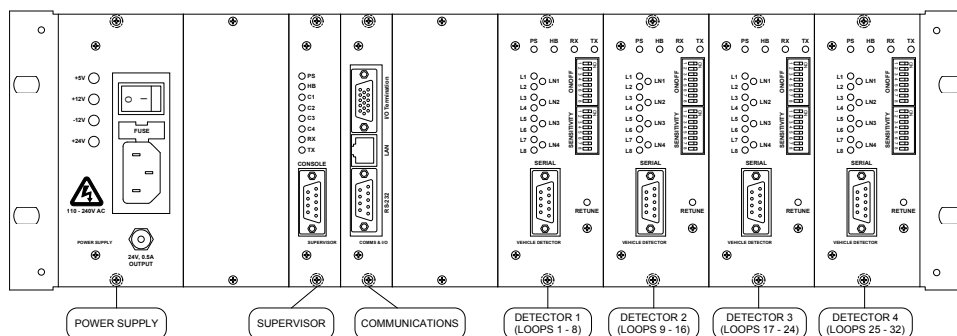 +5V
+12V
-12V
+24V
FUSE
110 - 240V AC
POWER SUPPLY
24V, 0.5A
OUTPUT
PS
HB
C1
C2
C3
C4
RX
TX
CONSOLE
SUPERVISOR
I/O Termination
LAN
RS-232
COMMS & I/O
PS HB RX TX
L1
L2
L3
L4
L5
L6
L7
L8
LN1
LN2
LN3
LN4
ON/OFF
SENSITIVITY
SERIAL
RETUNE
VEHICLE DETECTOR
PS HB RX TX
L1
L2
L3
L4
L5
L6
L7
L8
LN1
LN2
LN3
LN4
ON/OFF
SENSITIVITY
SERIAL
RETUNE
VEHICLE DETECTOR
PS HB RX TX
L1
L2
L3
L4
L5
L6
L7
L8
LN1
LN2
LN3
LN4
ON/OFF
SENSITIVITY
SERIAL
RETUNE
VEHICLE DETECTOR
PS HB RX TX
L1
L2
L3
L4
L5
L6
L7
L8
LN1
LN2
LN3
LN4
ON/OFF
SENSITIVITY
SERIAL
RETUNE
VEHICLE DETECTOR
POWER SUPPLY
SUPERVISOR
COMMUNICATIONS
DETECTOR 1
(LOOPS 1 - 8)
DETECTOR 2
(LOOPS 9 - 16)
DETECTOR 3
(LOOPS 17 - 24)
DETECTOR 4
(LOOPS 25 - 32)